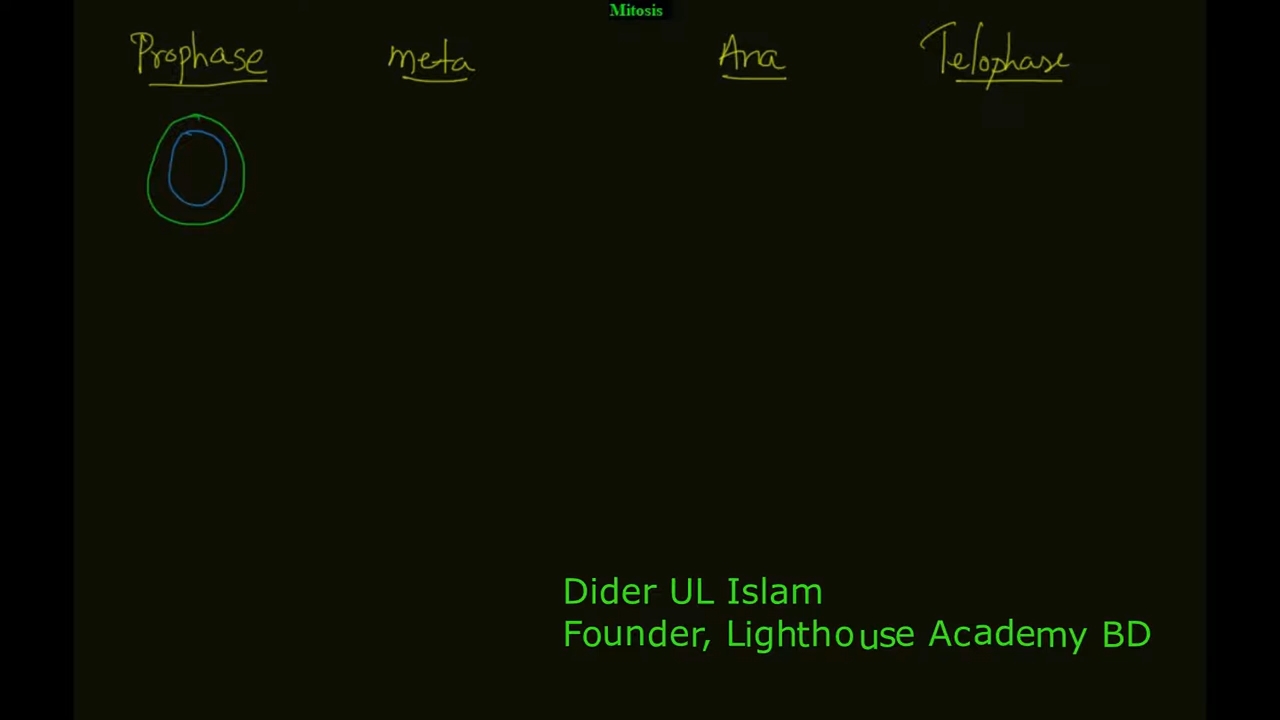 Mitosis
Prophase meta Ana Telophase
Dider UL Islam
Founder, Lighthouse Academy BD